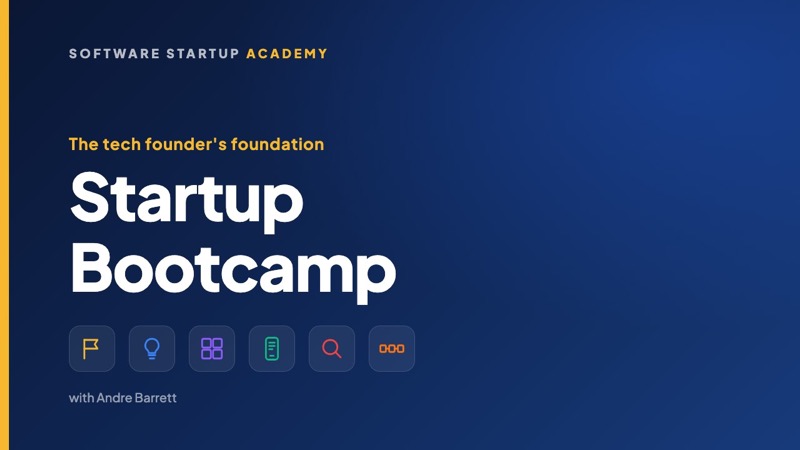 SOFTWARE STARTUP ACADEMY
The tech founder's foundation
Startup
Bootcamp
with Andre Barrett